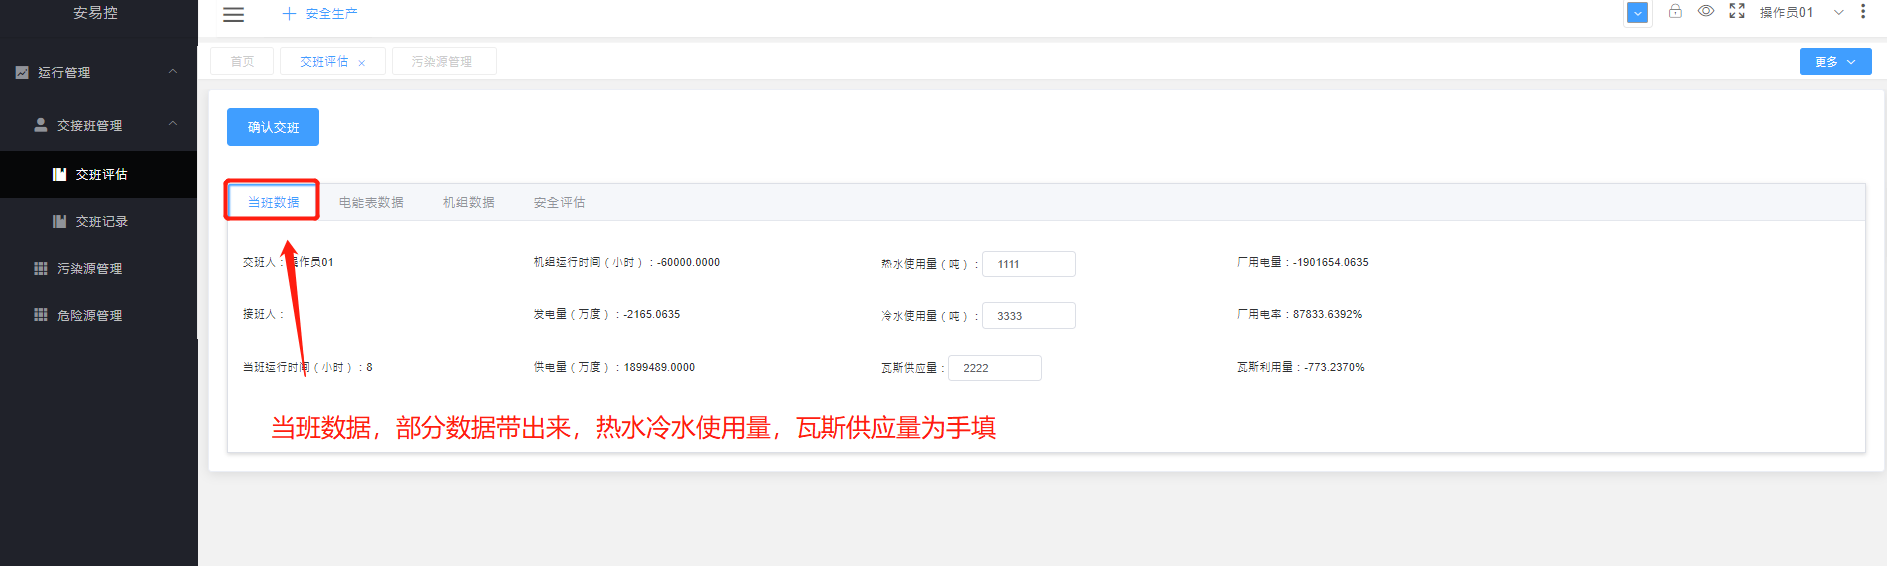 安易控
安全生产
操作员01
运行管理
首页
交班评估 ×
污染源管理
更多
交接班管理
确认交班
交班评估
当班数据
电能表数据
机组数据
安全评估
交班记录
交班人：操作员01
机组运行时间（小时）：-60000.0000
热水使用量（吨）：1111
厂用电量：-1901654.0635
污染源管理
接班人：
发电量（万度）：-2165.0635
冷水使用量（吨）：3333
厂用电率：87833.6392%
危险源管理
当班运行时间（小时）：8
供电量（万度）：1899489.0000
瓦斯供应量：2222
瓦斯利用量：-773.2370%
当班数据，部分数据带出来，热水冷水使用量，瓦斯供应量为手填